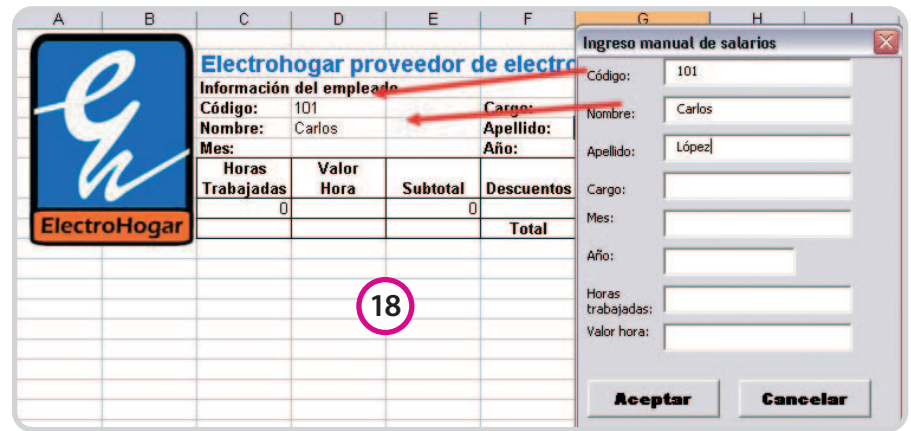 A B C D E F G H I
Electrohogar proveedor de electro
Información del empleado
Código: 101 Cargo:
Nombre: Carlos Apellido:
Mes: Año:
Horas Trabajadas Valor Hora Subtotal Descuentos
0 0
Total
ElectroHogar
18
Ingreso manual de salarios
Código: 101
Nombre: Carlos
Apellido: López
Cargo:
Mes:
Año:
Horas
trabajadas:
Valor hora:
Aceptar Cancelar